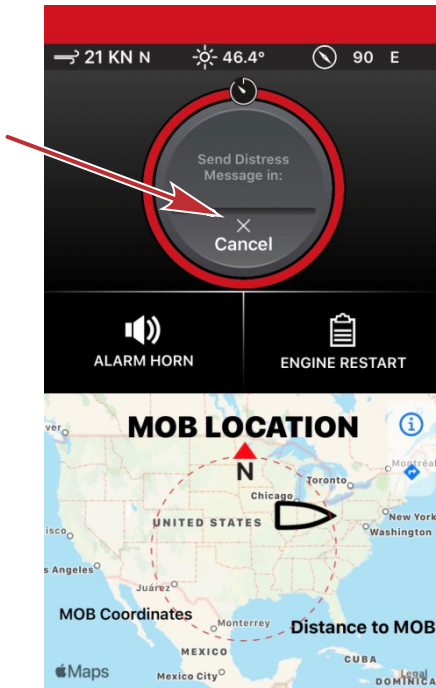 21 KN N
46.4°
90 E
Send Distress
Message in:
Cancel
ALARM HORN
ENGINE RESTART
MOB LOCATION
N
Montréal
Toronto
Chicago
UNITED STATES
New York
Washington
s Angeles
Juárez
MOB Coordinates
Monterrey
Distance to MOB
MEXICO
CUBA
Maps
Mexico City
Legal
DOMINICA
ver
isco